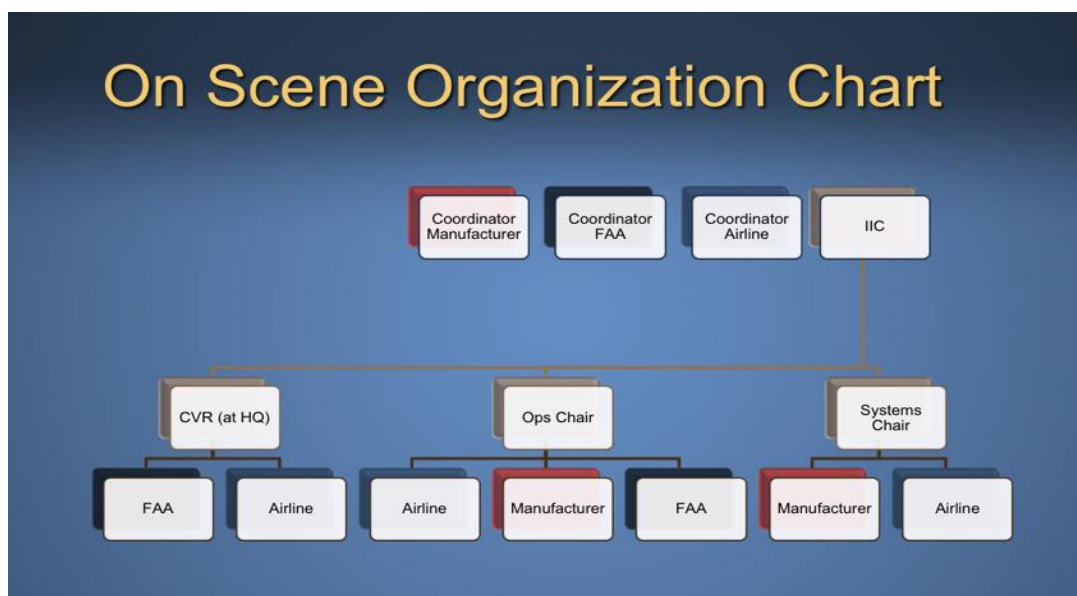 On Scene Organization Chart
Coordinator
Manufacturer
Coordinator
FAA
Coordinator
Airline
IIC
CVR (at HQ)
Ops Chair
Systems
Chair
FAA
Airline
Airline
Manufacturer
FAA
Manufacturer
Airline